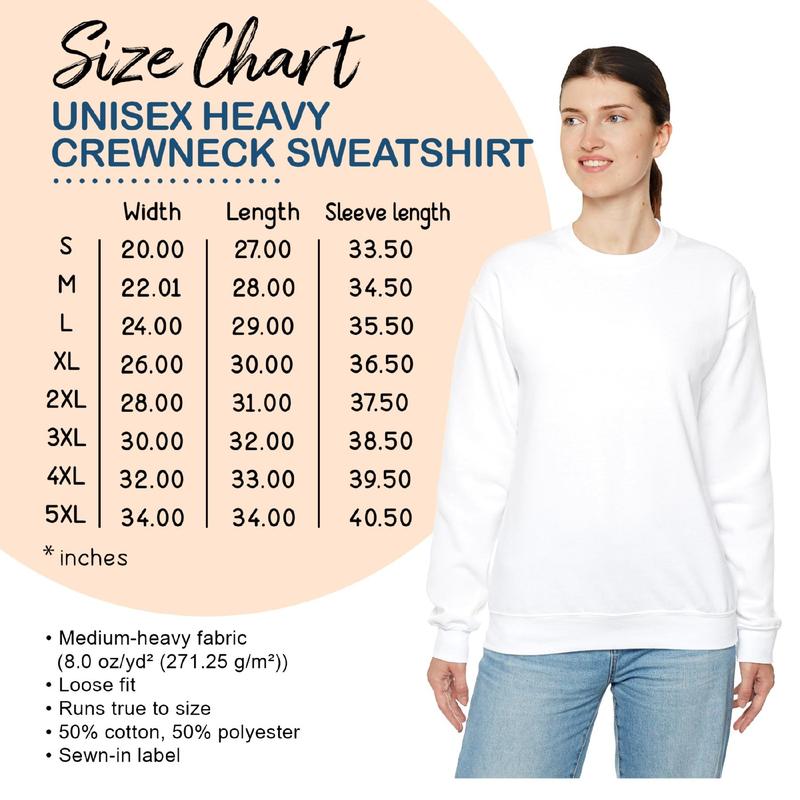 Size Chart
UNISEX HEAVY
CREWNECK SWEATSHIRT
Width Length Sleeve length
S 20.00 27.00 33.50
M 22.01 28.00 34.50
L 24.00 29.00 35.50
XL 26.00 30.00 36.50
2XL 28.00 31.00 37.50
3XL 30.00 32.00 38.50
4XL 32.00 33.00 39.50
5XL 34.00 34.00 40.50
* inches
• Medium-heavy fabric
(8.0 oz/yd² (271.25 g/m²))
• Loose fit
• Runs true to size
• 50% cotton, 50% polyester
• Sewn-in label